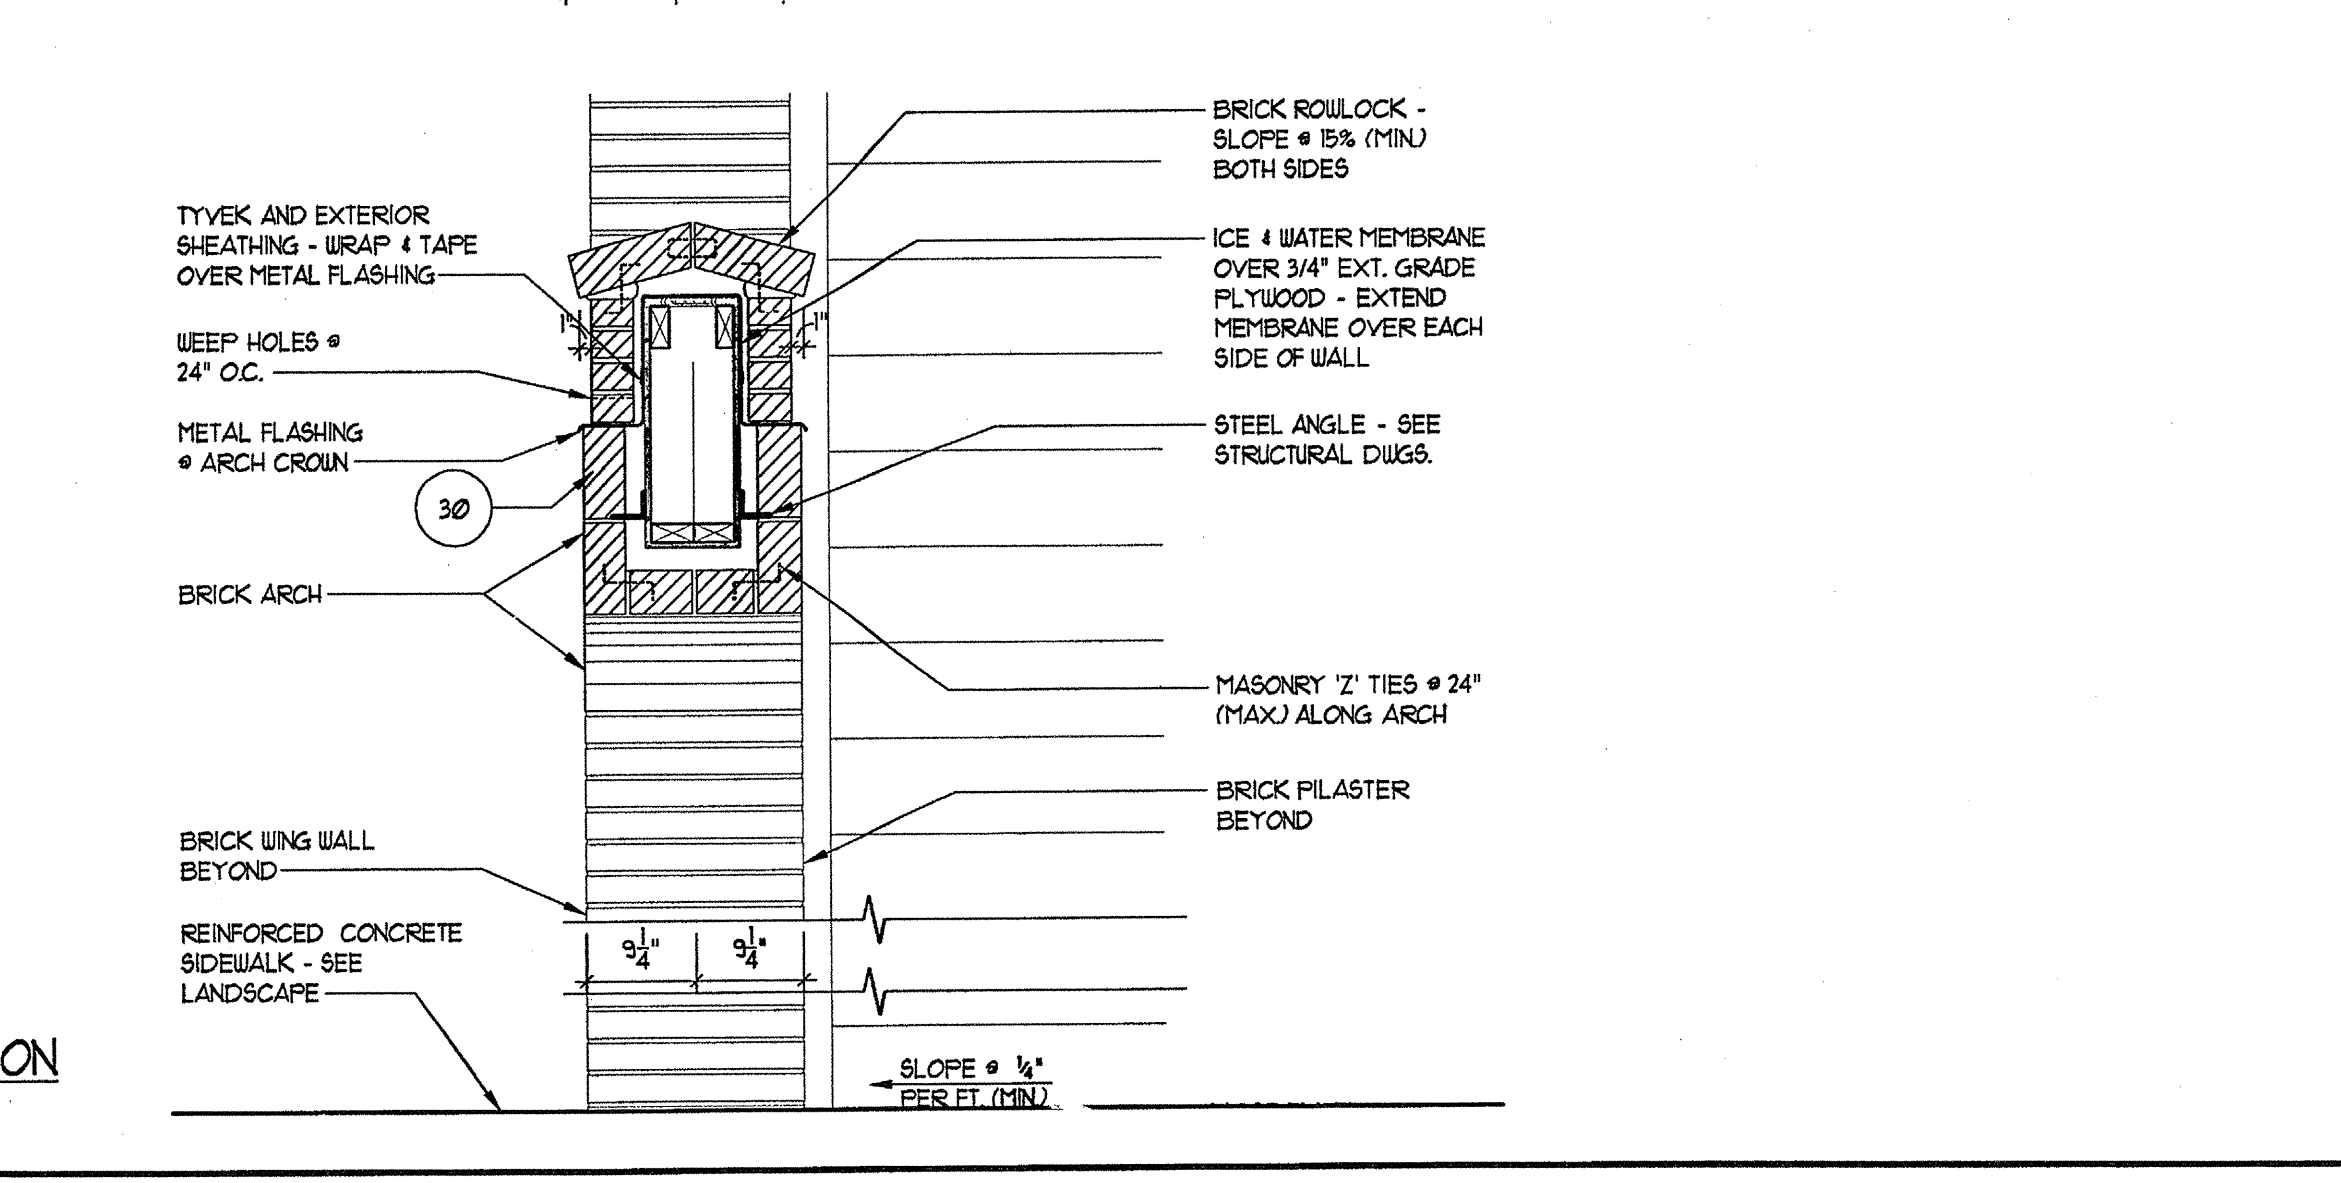 TYVEK AND EXTERIOR
SHEATHING - WRAP & TAPE
OVER METAL FLASHING
WEEP HOLES @
24" O.C.
METAL FLASHING
@ ARCH CROWN
30
BRICK ARCH
BRICK WING WALL
BEYOND
REINFORCED CONCRETE
SIDEWALK - SEE
LANDSCAPE
ON
1"
1"
9 1/4"
9 1/4"
SLOPE @ 1/4"
PER FT. (MIN.)
BRICK ROWLOCK -
SLOPE @ 15% (MIN.)
BOTH SIDES
ICE & WATER MEMBRANE
OVER 3/4" EXT. GRADE
PLYWOOD - EXTEND
MEMBRANE OVER EACH
SIDE OF WALL
STEEL ANGLE - SEE
STRUCTURAL DWGS.
MASONRY 'Z' TIES @ 24"
(MAX.) ALONG ARCH
BRICK PILASTER
BEYOND